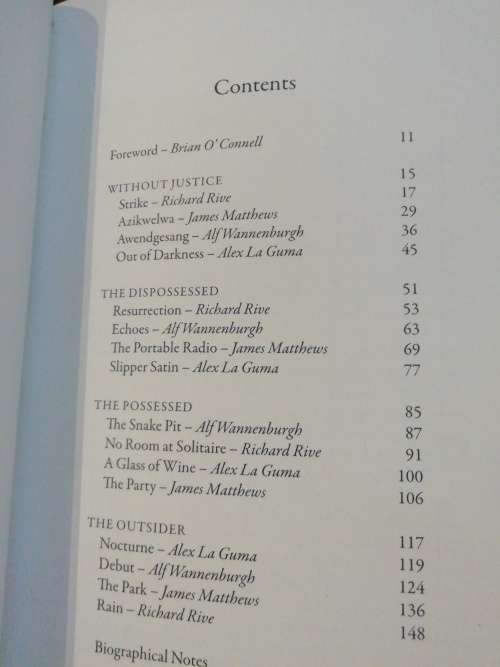 Contents
Foreword – Brian O'Connell 11
WITHOUT JUSTICE 15
Strike – Richard Rive 17
Azikwelwa – James Matthews 29
Awendgesang – Alf Wannenburgh 36
Out of Darkness – Alex La Guma 45
THE DISPOSSESSED 51
Resurrection – Richard Rive 53
Echoes – Alf Wannenburgh 63
The Portable Radio – James Matthews 69
Slipper Satin – Alex La Guma 77
THE POSSESSED 85
The Snake Pit – Alf Wannenburgh 87
No Room at Solitaire – Richard Rive 91
A Glass of Wine – Alex La Guma 100
The Party – James Matthews 106
THE OUTSIDER 117
Nocturne – Alex La Guma 119
Debut – Alf Wannenburgh 124
The Park – James Matthews 136
Rain – Richard Rive 148
Biographical Notes